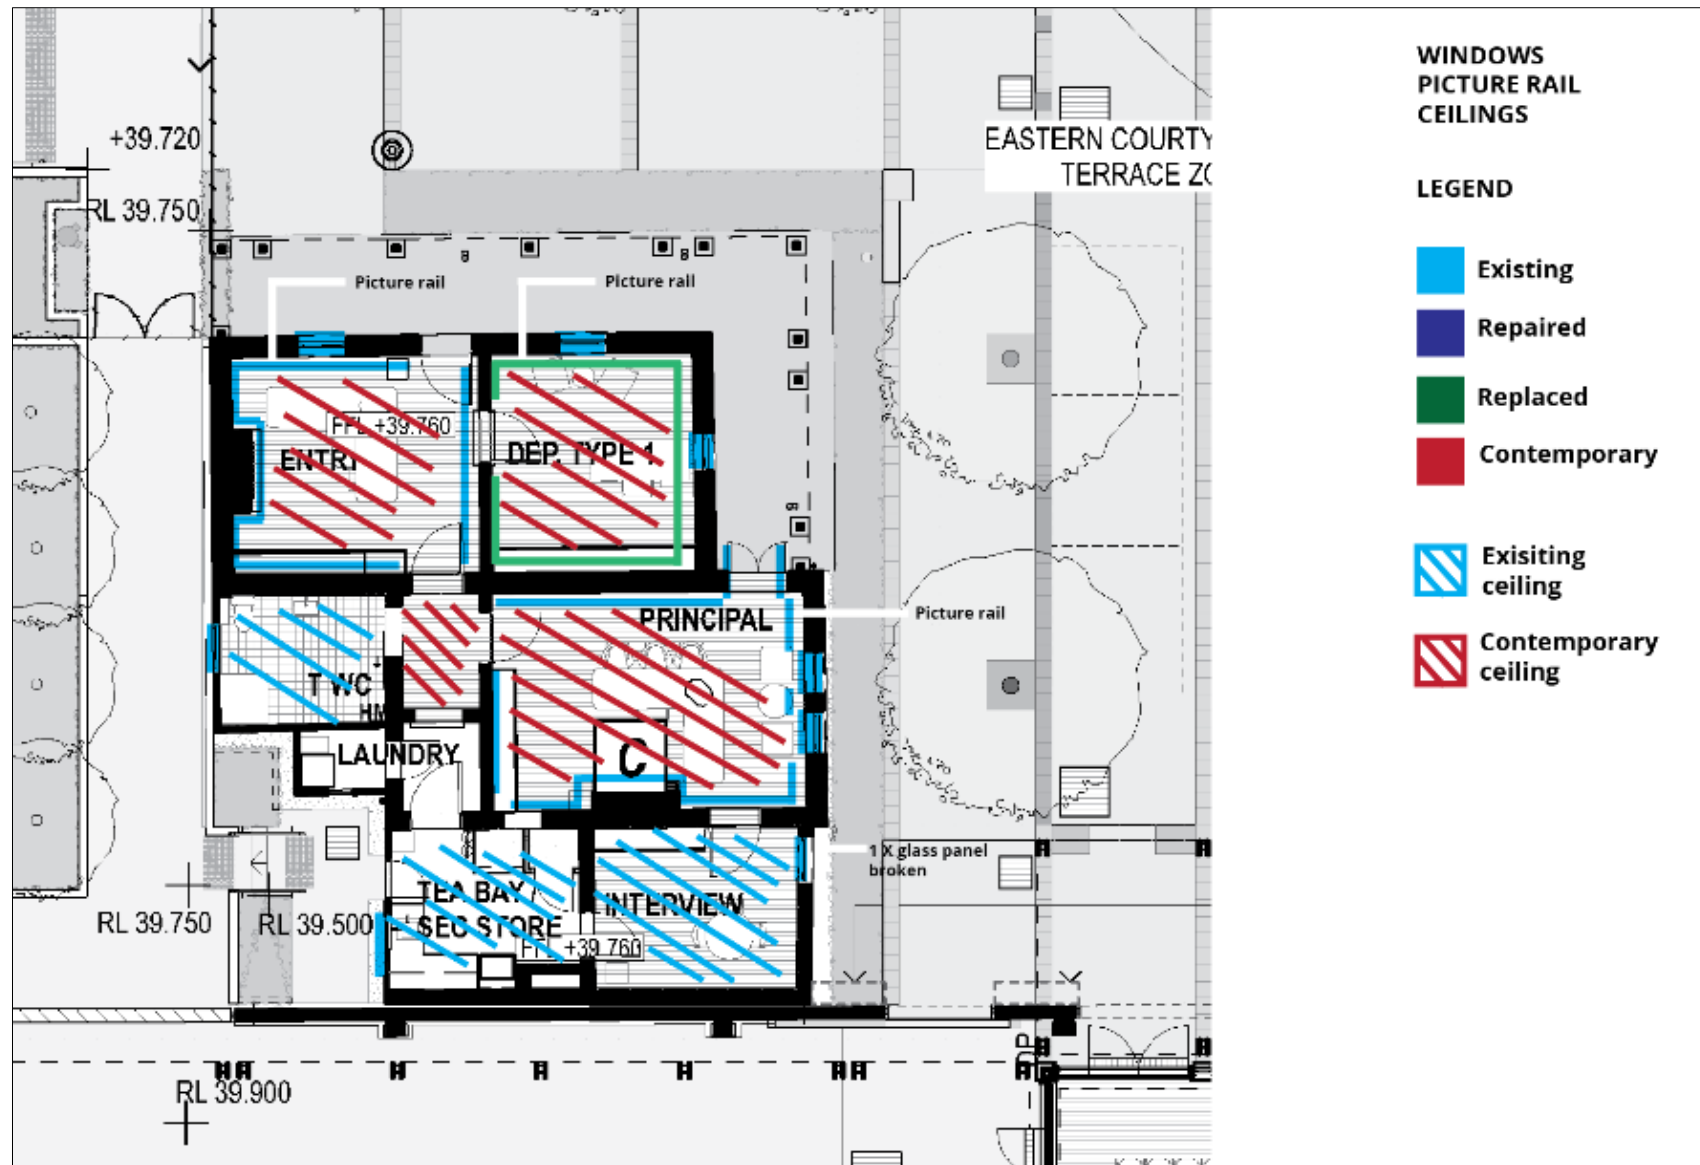 WINDOWS
PICTURE RAIL
CEILINGS
LEGEND
Existing
Repaired
Replaced
Contemporary
Exisiting
ceiling
Contemporary
ceiling
+39.720
RL 39.750
EASTERN COURTY
TERRACE ZO
Picture rail
Picture rail
FFL +39.760
ENTRY
DEP. TYPE 1
PRINCIPAL
Picture rail
T WC
HM
LAUNDRY
C
1 X glass panel
broken
TEA BAY
SEC STORE
INTERVIEW
FFL +39.760
RL 39.750
RL 39.500
DP
RL 39.900